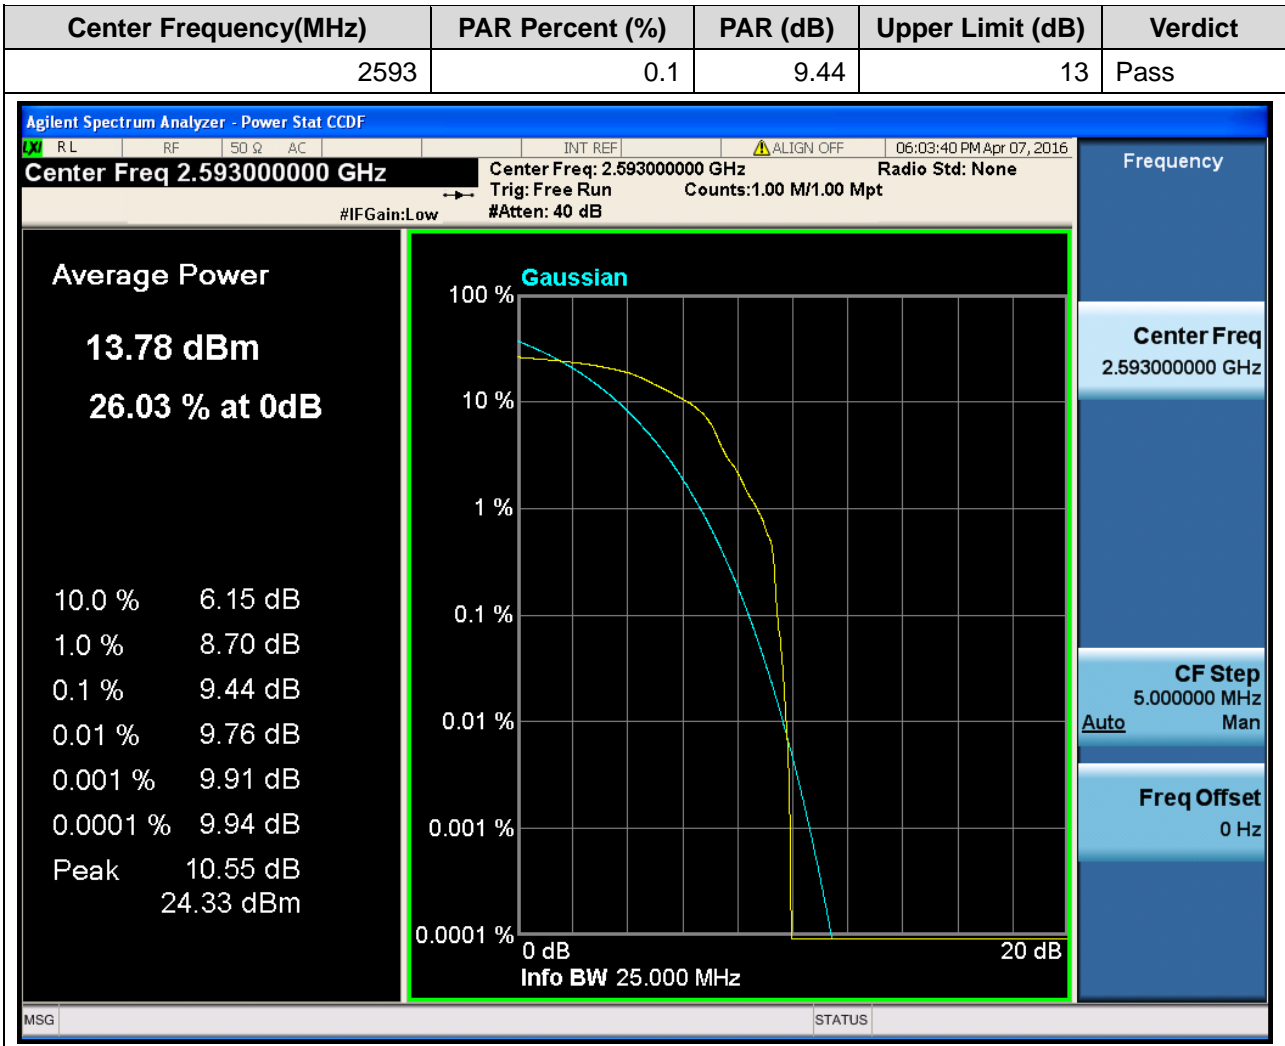 Center Frequency(MHz) PAR Percent (%) PAR (dB) Upper Limit (dB) Verdict
2593 0.1 9.44 13 Pass
Agilent Spectrum Analyzer - Power Stat CCDF
LXI RL RF 50 Ω AC INT REF ALIGN OFF 06:03:40 PM Apr 07, 2016
Center Freq 2.593000000 GHz
#IFGain:Low
Center Freq: 2.593000000 GHz Radio Std: None
Trig: Free Run Counts:1.00 M/1.00 Mpt
#Atten: 40 dB
Average Power
13.78 dBm
26.03 % at 0dB
10.0 % 6.15 dB
1.0 % 8.70 dB
0.1 % 9.44 dB
0.01 % 9.76 dB
0.001 % 9.91 dB
0.0001 % 9.94 dB
Peak 10.55 dB
24.33 dBm
Gaussian
100 %
10 %
1 %
0.1 %
0.01 %
0.001 %
0.0001 %
0 dB 20 dB
Info BW 25.000 MHz
Frequency
Center Freq
2.593000000 GHz
CF Step
5.000000 MHz
Auto Man
Freq Offset
0 Hz
MSG STATUS